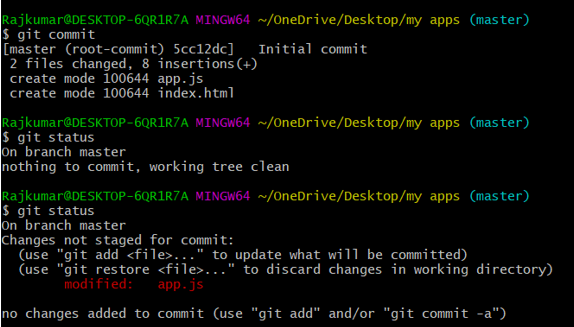 Rajkumar@DESKTOP-6QR1R7A MINGW64 ~/OneDrive/Desktop/my apps (master)
$ git commit
[master (root-commit) 5cc12dc]   Initial commit
 2 files changed, 8 insertions(+)
 create mode 100644 app.js
 create mode 100644 index.html
Rajkumar@DESKTOP-6QR1R7A MINGW64 ~/OneDrive/Desktop/my apps (master)
$ git status
On branch master
nothing to commit, working tree clean
Rajkumar@DESKTOP-6QR1R7A MINGW64 ~/OneDrive/Desktop/my apps (master)
$ git status
On branch master
Changes not staged for commit:
  (use "git add <file>..." to update what will be committed)
  (use "git restore <file>..." to discard changes in working directory)
        modified:   app.js
no changes added to commit (use "git add" and/or "git commit -a")